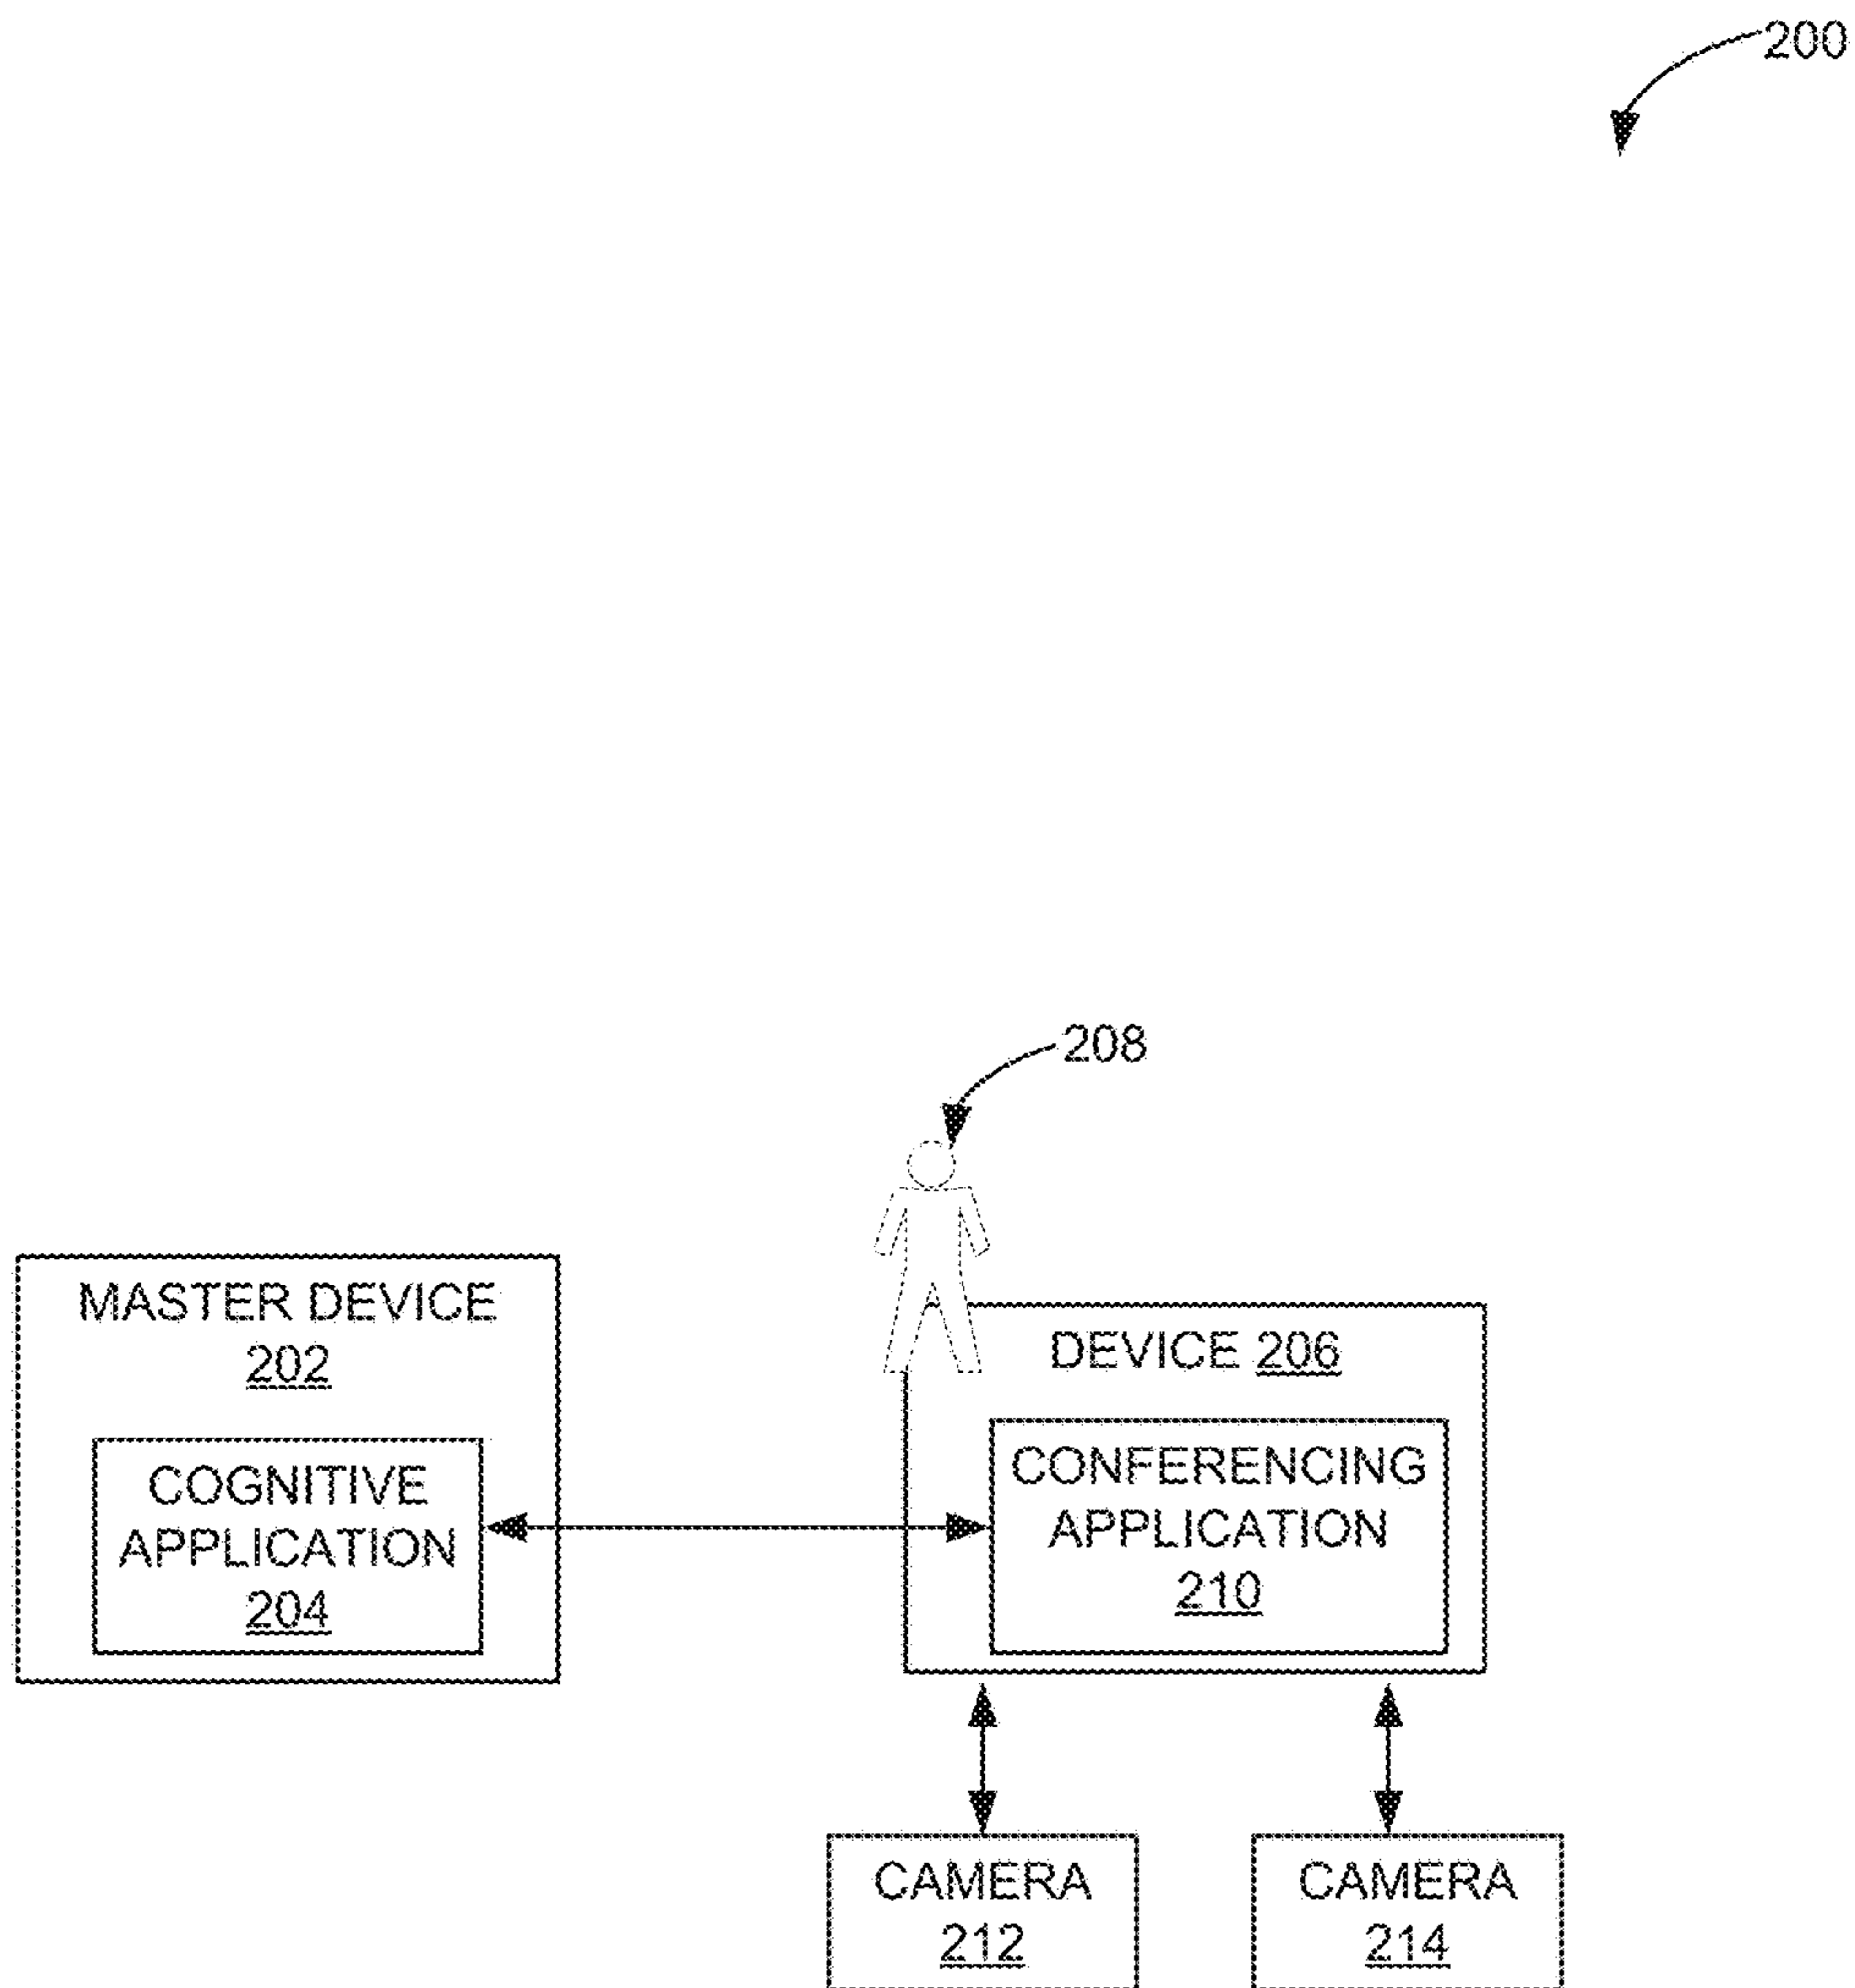 200
208
MASTER DEVICE
202
COGNITIVE
APPLICATION
204
DEVICE 206
CONFERENCING
APPLICATION
210
CAMERA
212
CAMERA
214